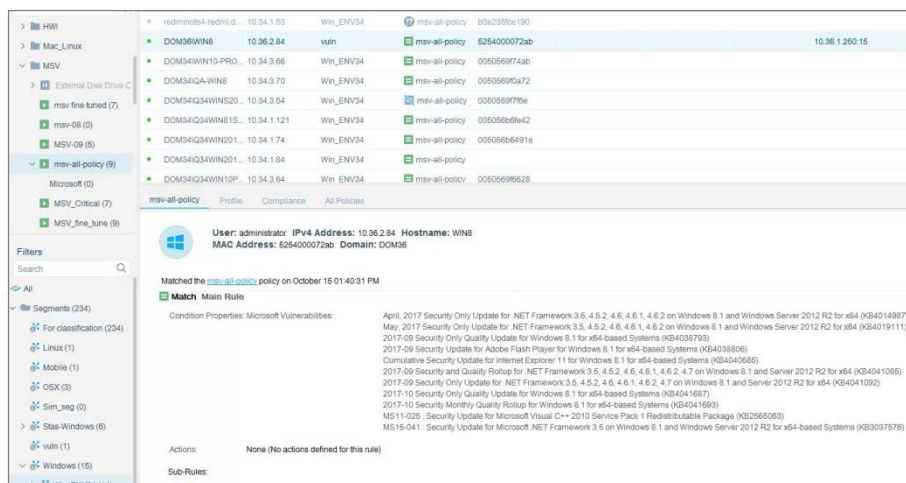 HWI
Mac_Linux
MSV
External Disk Drive C
msv fine tuned (7)
msv-08 (0)
MSV-09 (5)
msv-all-policy (9)
Microsoft (0)
MSV_Critical (7)
MSV_fine_tune (9)
Filters
Search
All
Segments (234)
For classification (234)
Linux (1)
Mobile (1)
OSX (3)
Sim_seg (0)
Stas-Windows (6)
vuln (1)
Windows (15)
redminote4-redmi.d... 10.34.1.53 Win_ENV34 msv-all-policy b0e235fce190
DOM36\WIN8 10.36.2.84 vuln msv-all-policy 5254000072ab 10.36.1.250:15
DOM34\WIN10-PRO... 10.34.3.66 Win_ENV34 msv-all-policy 0050569f74ab
DOM34\QA-WIN8 10.34.3.70 Win_ENV34 msv-all-policy 0050569f0a72
DOM34\Q34WINS20... 10.34.3.54 Win_ENV34 msv-all-policy 0050569f7f6e
DOM34\Q34WIN81S... 10.34.1.121 Win_ENV34 msv-all-policy 005056b6fe42
DOM34\Q34WIN201... 10.34.1.74 Win_ENV34 msv-all-policy 005056b6491e
DOM34\Q34WIN201... 10.34.1.84 Win_ENV34 msv-all-policy
DOM34\Q34WIN10P... 10.34.3.64 Win_ENV34 msv-all-policy 0050569f6628
msv-all-policy Profile Compliance All Policies
User: administrator IPv4 Address: 10.36.2.84 Hostname: WIN8
MAC Address: 5254000072ab Domain: DOM36
Matched the msv-all-policy policy on October 15 01:40:31 PM
Match Main Rule
Condition Properties: Microsoft Vulnerabilities: April, 2017 Security Only Update for .NET Framework 3.5, 4.5.2, 4.6, 4.6.1, 4.6.2 on Windows 8.1 and Windows Server 2012 R2 for x64 (KB4014987)
May, 2017 Security Only Update for .NET Framework 3.5, 4.5.2, 4.6, 4.6.1, 4.6.2 on Windows 8.1 and Windows Server 2012 R2 for x64 (KB4019111)
2017-09 Security Only Quality Update for Windows 8.1 for x64-based Systems (KB4038793)
2017-09 Security Update for Adobe Flash Player for Windows 8.1 for x64-based Systems (KB4038806)
Cumulative Security Update for Internet Explorer 11 for Windows 8.1 for x64-based Systems (KB4040685)
2017-09 Security and Quality Rollup for .NET Framework 3.5, 4.5.2, 4.6, 4.6.1, 4.6.2, 4.7 on Windows 8.1 and Server 2012 R2 for x64 (KB4041085)
2017-09 Security Only Update for .NET Framework 3.5, 4.5.2, 4.6, 4.6.1, 4.6.2, 4.7 on Windows 8.1 and Server 2012 R2 for x64 (KB4041092)
2017-10 Security Only Quality Update for Windows 8.1 for x64-based Systems (KB4041687)
2017-10 Security Monthly Quality Rollup for Windows 8.1 for x64-based Systems (KB4041693)
MS11-025 : Security Update for Microsoft Visual C++ 2010 Service Pack 1 Redistributable Package (KB2565063)
MS15-041 : Security Update for Microsoft .NET Framework 3.5 on Windows 8.1 and Windows Server 2012 R2 for x64-based Systems (KB3037576)
Actions: None (No actions defined for this rule)
Sub-Rules: